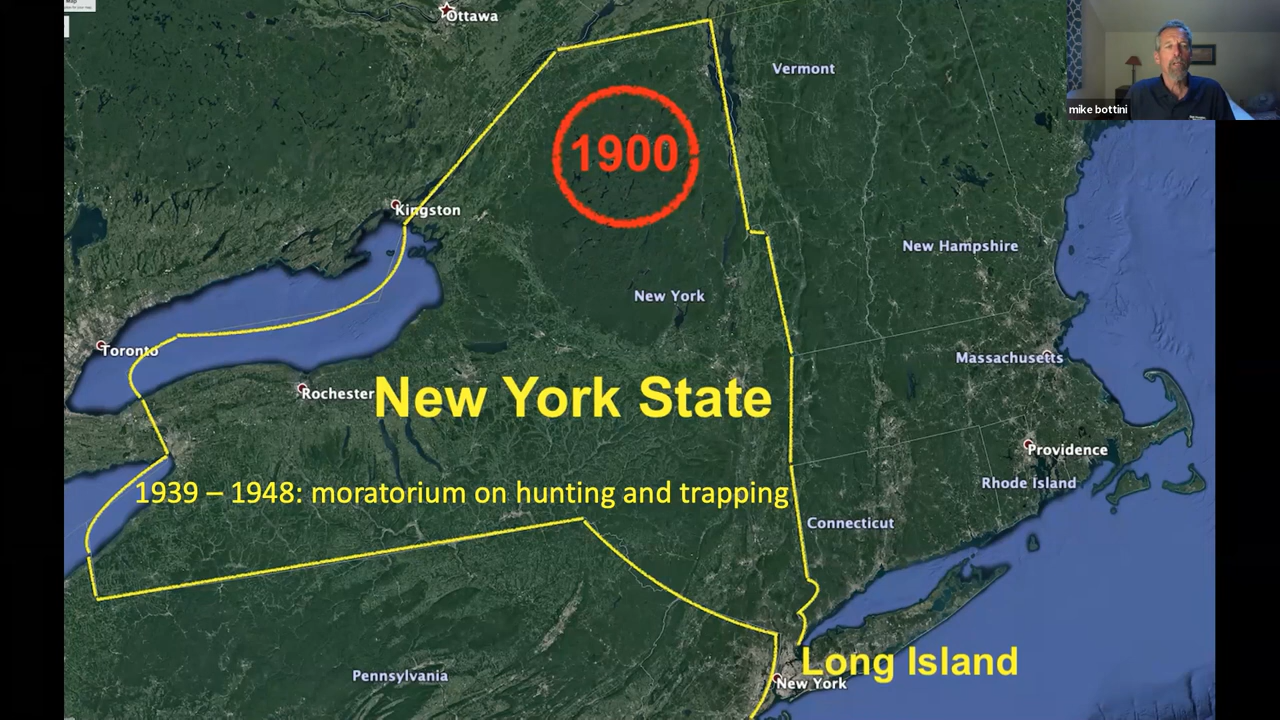 Ottawa
Vermont
mike bottini
1900
Kingston
New Hampshire
New York
Toronto
Massachusetts
Rochester
New York State
Providence
Rhode Island
1939 – 1948: moratorium on hunting and trapping
Connecticut
Long Island
Pennsylvania
New York